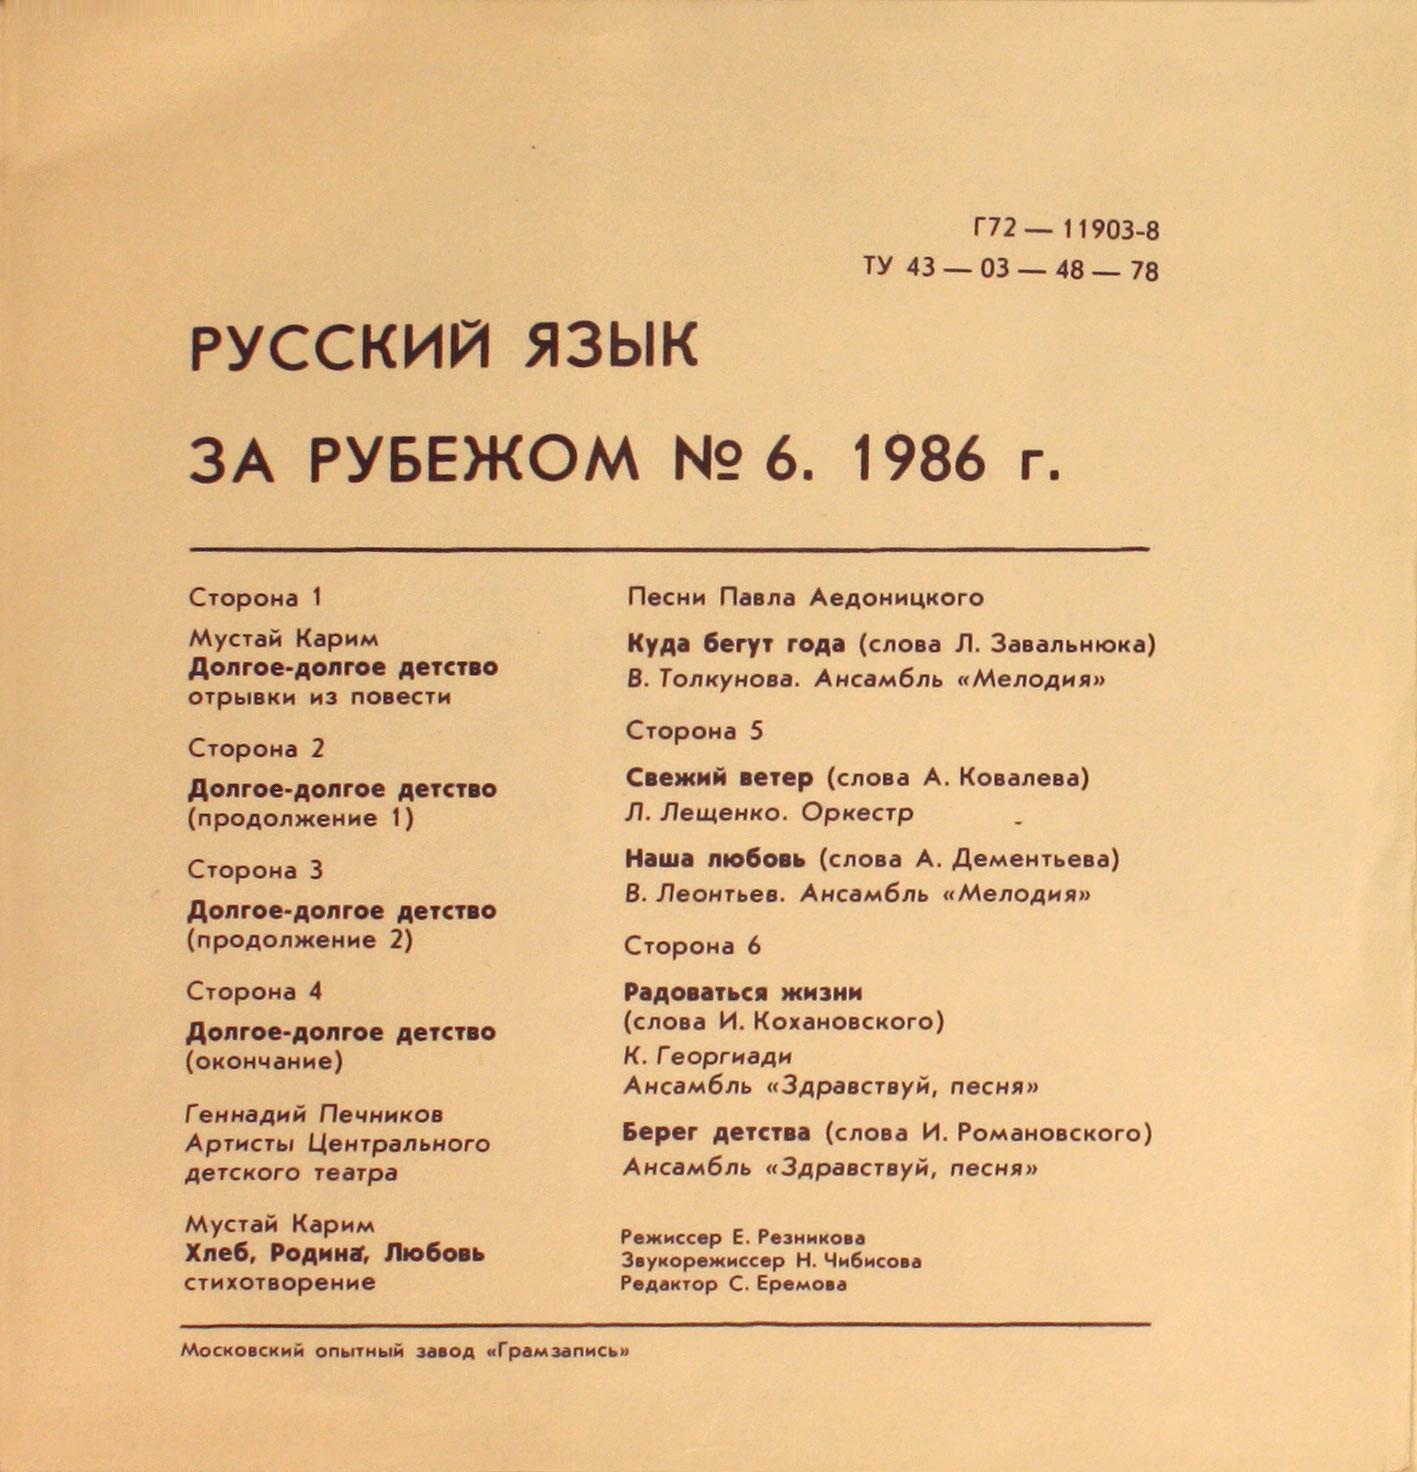 Г72 — 11903-8
ТУ 43 — 03 — 48 — 78
РУССКИЙ ЯЗЫК
ЗА РУБЕЖОМ № 6. 1986 г.
Сторона 1
Мустай Карим
Долгое-долгое детство
отрывки из повести
Сторона 2
Долгое-долгое детство
(продолжение 1)
Сторона 3
Долгое-долгое детство
(продолжение 2)
Сторона 4
Долгое-долгое детство
(окончание)
Геннадий Печников
Артисты Центрального
детского театра
Мустай Карим
Хлеб, Родина, Любовь
стихотворение
Песни Павла Аедоницкого
Куда бегут года (слова Л. Завальнюка)
В. Толкунова. Ансамбль «Мелодия»
Сторона 5
Свежий ветер (слова А. Ковалева)
Л. Лещенко. Оркестр
Наша любовь (слова А. Дементьева)
В. Леонтьев. Ансамбль «Мелодия»
Сторона 6
Радоваться жизни
(слова И. Кохановского)
К. Георгиади
Ансамбль «Здравствуй, песня»
Берег детства (слова И. Романовского)
Ансамбль «Здравствуй, песня»
Режиссер Е. Резникова
Звукорежиссер Н. Чибисова
Редактор С. Еремова
Московский опытный завод «Грамзапись»